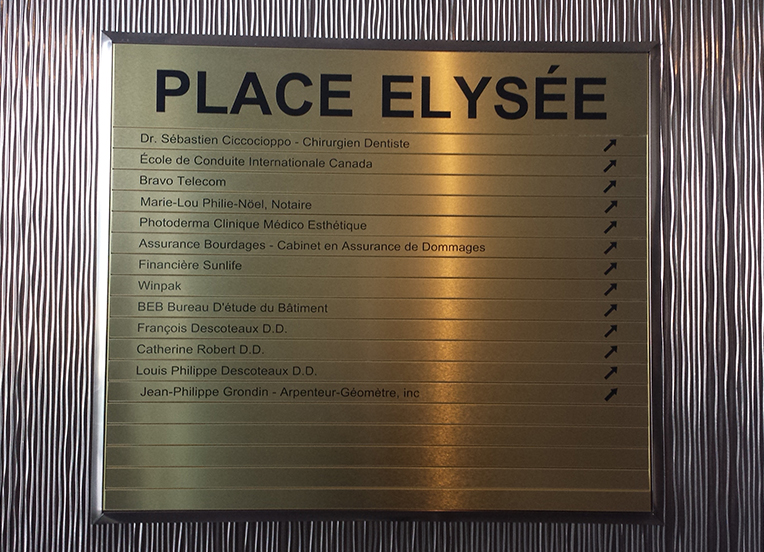 PLACE ELYSÉE
Dr. Sébastien Ciccocioppo - Chirurgien Dentiste
École de Conduite Internationale Canada
Bravo Telecom
Marie-Lou Philie-Nöel, Notaire
Photoderma Clinique Médico Esthétique
Assurance Bourdages - Cabinet en Assurance de Dommages
Financière Sunlife
Winpak
BEB Bureau D'étude du Bâtiment
François Descoteaux D.D.
Catherine Robert D.D.
Louis Philippe Descoteaux D.D.
Jean-Philippe Grondin - Arpenteur-Géomètre, inc